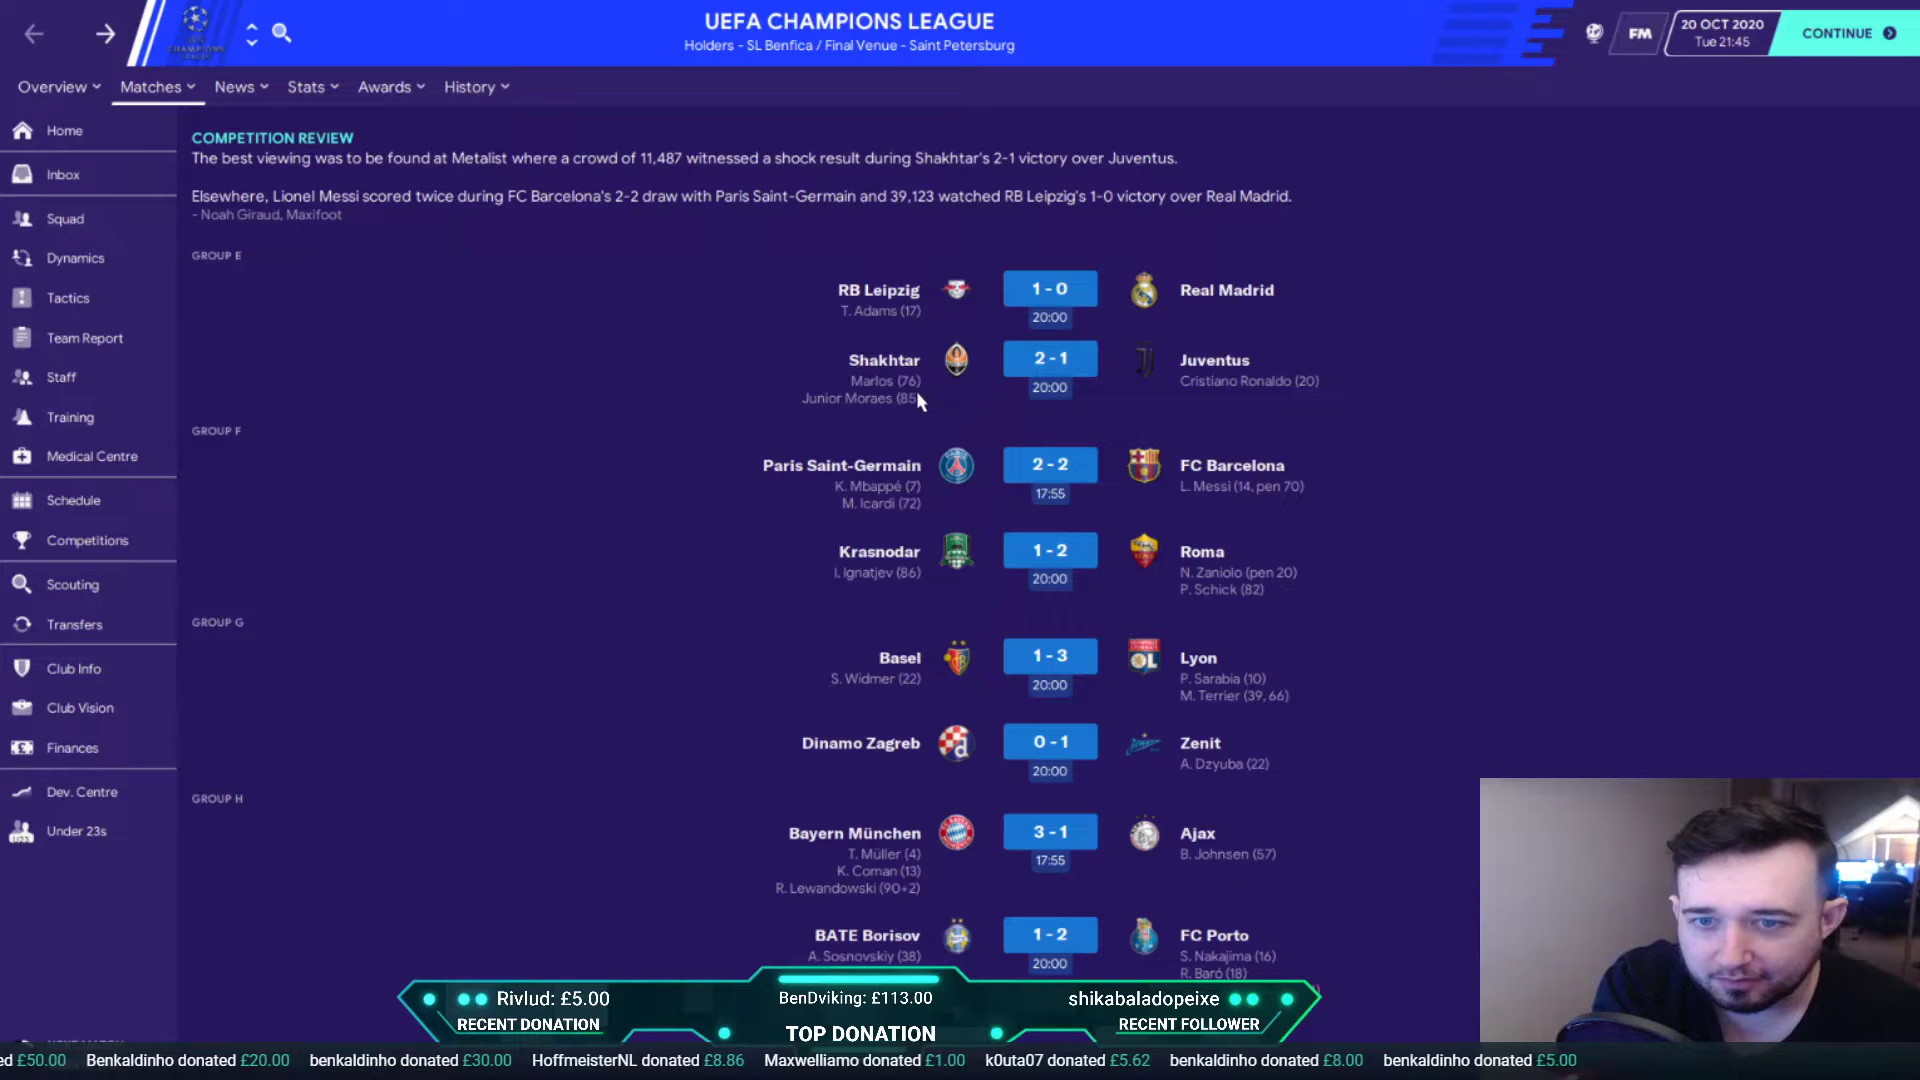 UEFA CHAMPIONS LEAGUE
Holders - SL Benfica / Final Venue - Saint Petersburg
FM
20 OCT 2020
Tue 21:45
CONTINUE
Overview
Matches
News
Stats
Awards
History
Home
Inbox
Squad
Dynamics
Tactics
Team Report
Staff
Training
Medical Centre
Schedule
Competitions
Scouting
Transfers
Club Info
Club Vision
Finances
Dev. Centre
Under 23s
COMPETITION REVIEW
The best viewing was to be found at Metalist where a crowd of 11,487 witnessed a shock result during Shakhtar's 2-1 victory over Juventus.
Elsewhere, Lionel Messi scored twice during FC Barcelona's 2-2 draw with Paris Saint-Germain and 39,123 watched RB Leipzig's 1-0 victory over Real Madrid.
- Noah Giraud, Maxifoot
GROUP E
RB Leipzig 1 - 0 Real Madrid
T. Adams (17) 20:00
Shakhtar 2 - 1 Juventus
Marlos (76) 20:00 Cristiano Ronaldo (20)
Junior Moraes (85
GROUP F
Paris Saint-Germain 2 - 2 FC Barcelona
K. Mbappé (7) 17:55 L. Messi (14, pen 70)
M. Icardi (72)
Krasnodar 1 - 2 Roma
I. Ignatjev (86) 20:00 N. Zaniolo (pen 20)
P. Schick (82)
GROUP G
Basel 1 - 3 Lyon
S. Widmer (22) 20:00 P. Sarabia (10)
M. Terrier (39, 66)
Dinamo Zagreb 0 - 1 Zenit
20:00 A. Dzyuba (22)
GROUP H
Bayern München 3 - 1 Ajax
T. Müller (4) 17:55 B. Johnsen (57)
K. Coman (13)
R. Lewandowski (90+2)
BATE Borisov 1 - 2 FC Porto
A. Sosnovskiy (38) 20:00 S. Nakajima (16)
R. Baró (18)
Rivlud: £5.00
RECENT DONATION
BenDviking: £113.00
TOP DONATION
shikabaladopeixe
RECENT FOLLOWER
ed £50.00 Benkaldinho donated £20.00 benkaldinho donated £30.00 HoffmeisterNL donated £8.86 Maxwelliamo donated £1.00 k0uta07 donated £5.62 benkaldinho donated £8.00 benkaldinho donated £5.00